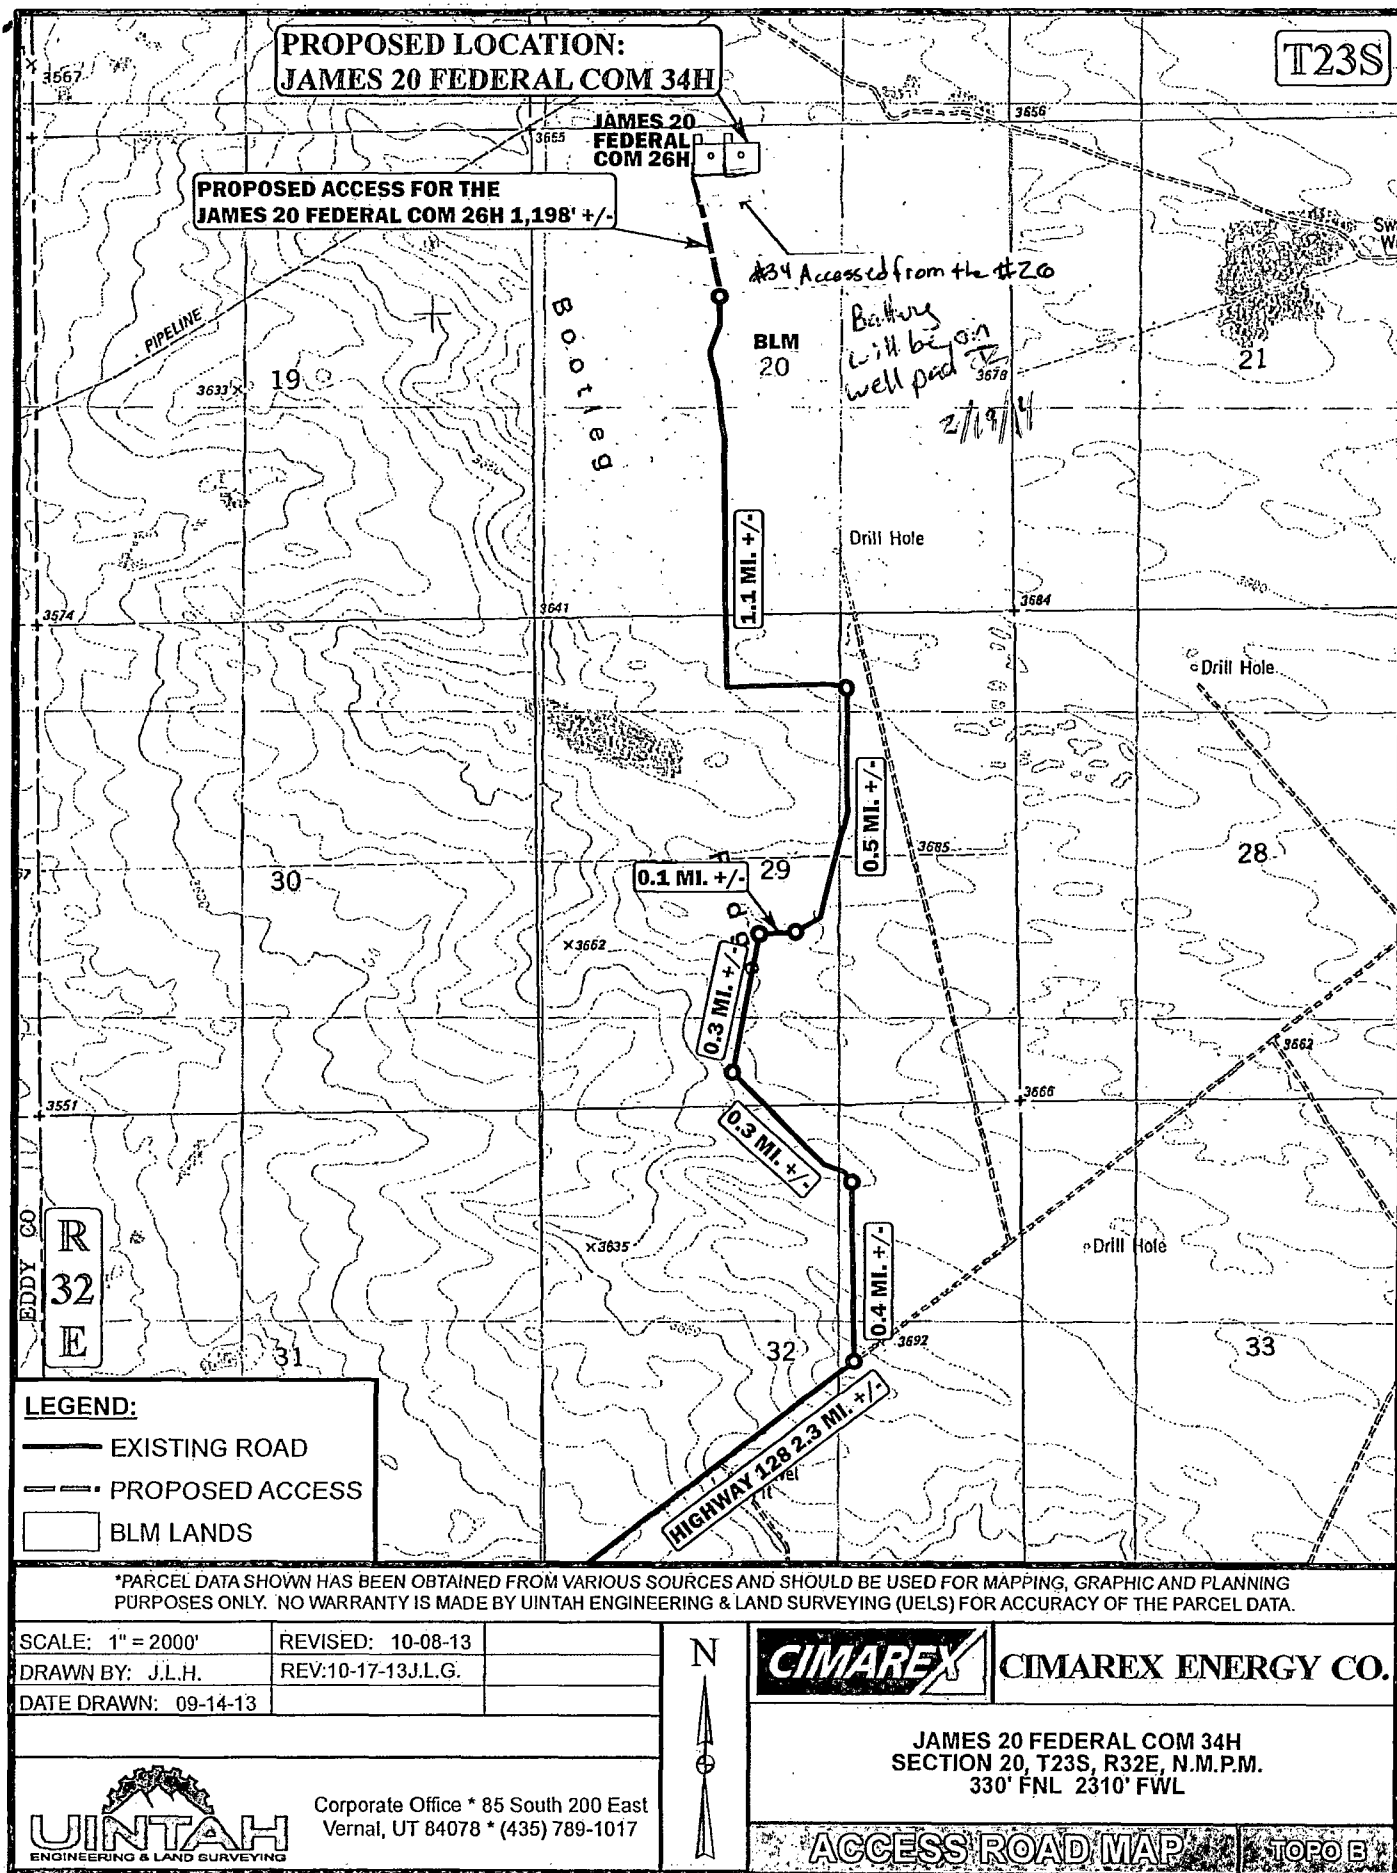 PROPOSED LOCATION:
JAMES 20 FEDERAL COM 34H
T23S
3567
3665
3656
JAMES 20
FEDERAL
COM 26H
PROPOSED ACCESS FOR THE
JAMES 20 FEDERAL COM 26H 1,198' +/-
#34 Accessed from the #26
Battery
will be on
well pad
2/19/14
PIPELINE
Bootleg
BLM
20
3678
21
19
3633
Drill Hole
1.1 MI. +/-
3574
3641
3684
Drill Hole
0.5 MI. +/-
3685
28
30
0.1 MI. +/-
29
3662
0.3 MI. +/-
3662
3551
3666
0.3 MI. +/-
EDDY CO
R
32
E
3635
Drill Hole
0.4 MI. +/-
3692
31
32
33
HIGHWAY 128 2.3 MI. +/-
LEGEND:
EXISTING ROAD
PROPOSED ACCESS
BLM LANDS
*PARCEL DATA SHOWN HAS BEEN OBTAINED FROM VARIOUS SOURCES AND SHOULD BE USED FOR MAPPING, GRAPHIC AND PLANNING
PURPOSES ONLY. NO WARRANTY IS MADE BY UINTAH ENGINEERING & LAND SURVEYING (UELS) FOR ACCURACY OF THE PARCEL DATA.
SCALE: 1" = 2000'
REVISED: 10-08-13
DRAWN BY: J.L.H.
REV:10-17-13J.L.G.
DATE DRAWN: 09-14-13
N
CIMAREX
CIMAREX ENERGY CO.
JAMES 20 FEDERAL COM 34H
SECTION 20, T23S, R32E, N.M.P.M.
330' FNL 2310' FWL
UINTAH
ENGINEERING & LAND SURVEYING
Corporate Office * 85 South 200 East
Vernal, UT 84078 * (435) 789-1017
ACCESS ROAD MAP
TOPO B